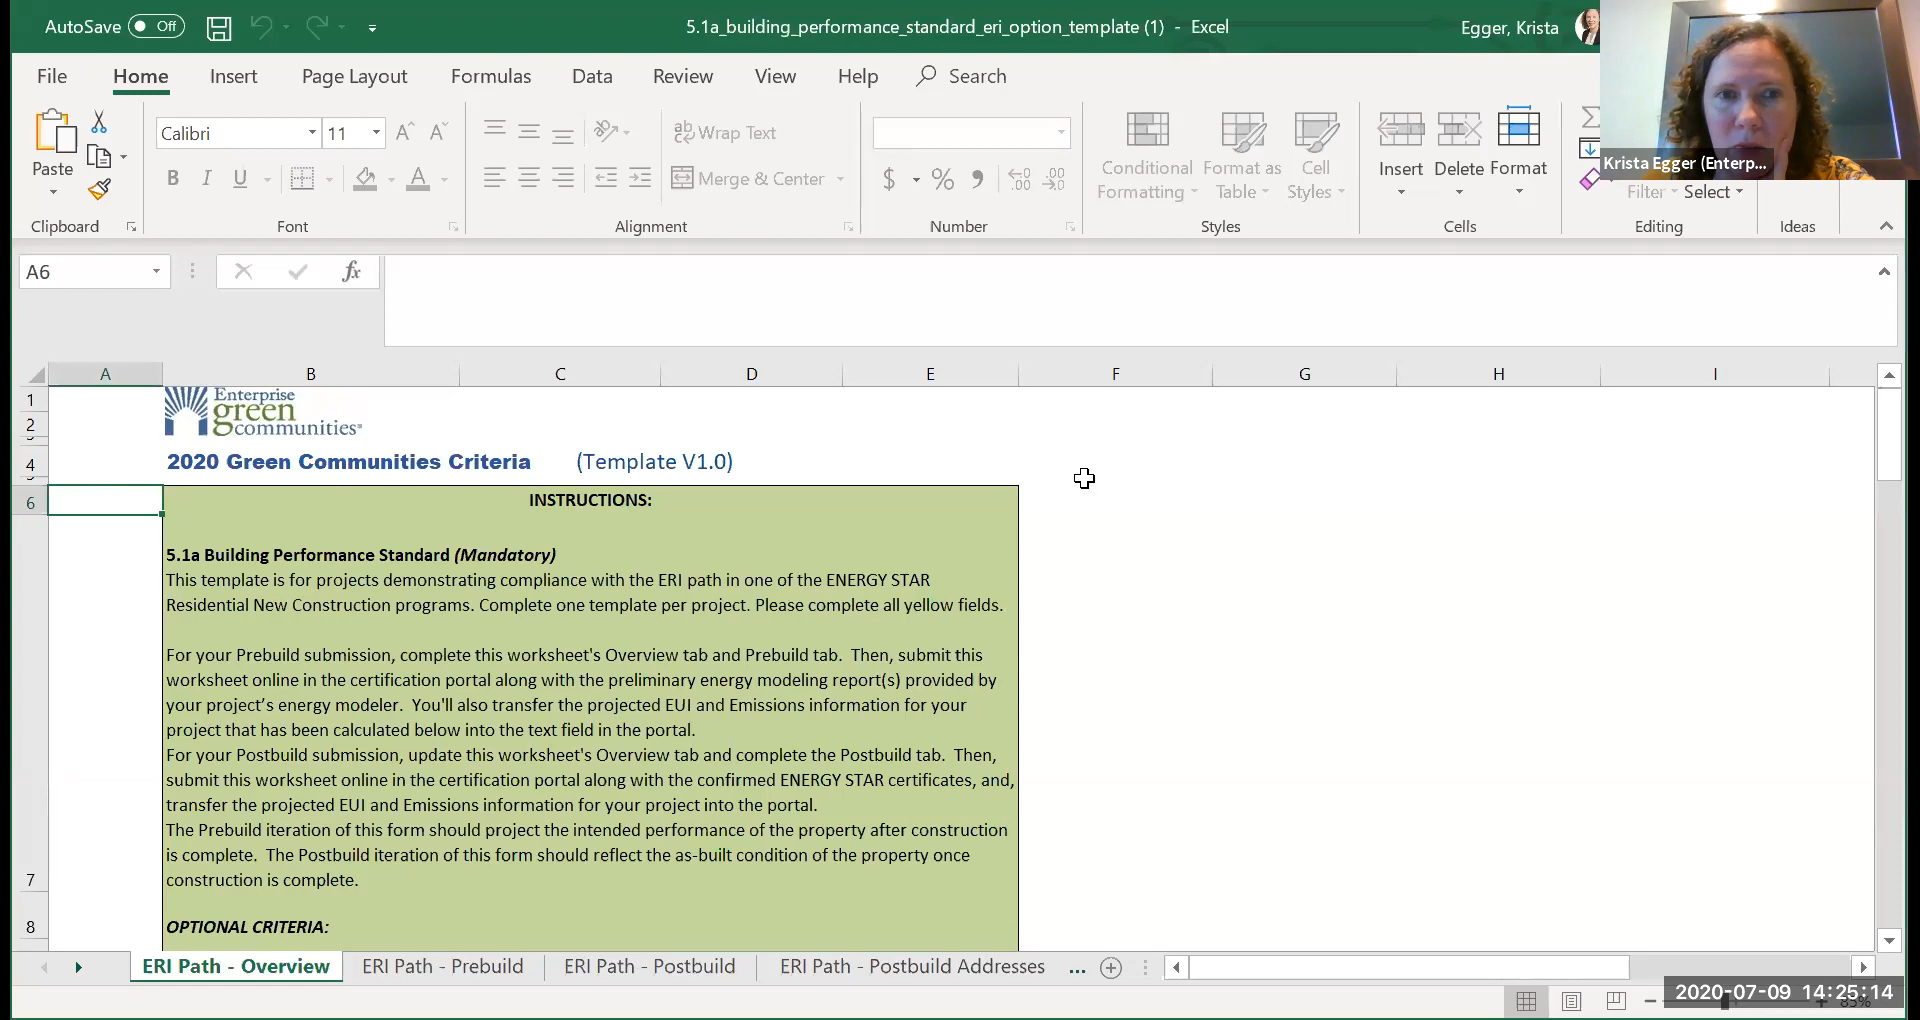 AutoSave Off 5.1a_building_performance_standard_eri_option_template (1) - Excel Egger, Krista
File Home Insert Page Layout Formulas Data Review View Help Search
Calibri 11 Wrap Text
Paste B I U Merge & Center $ % Conditional Formatting Format as Table Cell Styles Insert Delete Format
Krista Egger (Enterp...
Filter Select
Clipboard Font Alignment Number Styles Cells Editing Ideas
A6 fx
A B C D E F G H I
1
Enterprise
green
2
communities
4 2020 Green Communities Criteria (Template V1.0)
6 INSTRUCTIONS:
5.1a Building Performance Standard (Mandatory)
This template is for projects demonstrating compliance with the ERI path in one of the ENERGY STAR
Residential New Construction programs. Complete one template per project. Please complete all yellow fields.
For your Prebuild submission, complete this worksheet's Overview tab and Prebuild tab. Then, submit this
worksheet online in the certification portal along with the preliminary energy modeling report(s) provided by
your project's energy modeler. You'll also transfer the projected EUI and Emissions information for your
project that has been calculated below into the text field in the portal.
For your Postbuild submission, update this worksheet's Overview tab and complete the Postbuild tab. Then,
submit this worksheet online in the certification portal along with the confirmed ENERGY STAR certificates, and,
transfer the projected EUI and Emissions information for your project into the portal.
The Prebuild iteration of this form should project the intended performance of the property after construction
is complete. The Postbuild iteration of this form should reflect the as-built condition of the property once
7 construction is complete.
8 OPTIONAL CRITERIA:
ERI Path - Overview ERI Path - Prebuild ERI Path - Postbuild ERI Path - Postbuild Addresses ...
2020-07-09 14:25:14